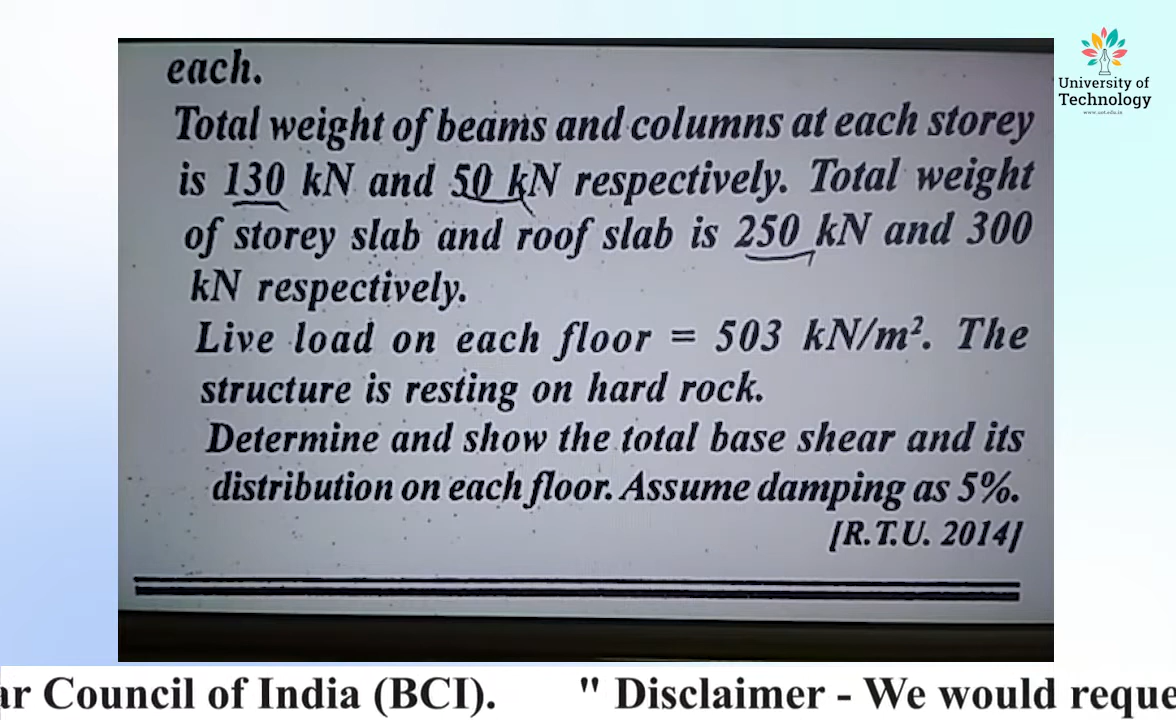 each.
Total weight of beams and columns at each storey
is 130 kN and 50 kN respectively. Total weight
of storey slab and roof slab is 250 kN and 300
kN respectively.
Live load on each floor = 503 kN/m². The
structure is resting on hard rock.
Determine and show the total base shear and its
distribution on each floor. Assume damping as 5%.
[R.T.U. 2014]
University of
Technology
www.uot.edu.in
ar Council of India (BCI). " Disclaimer - We would reque